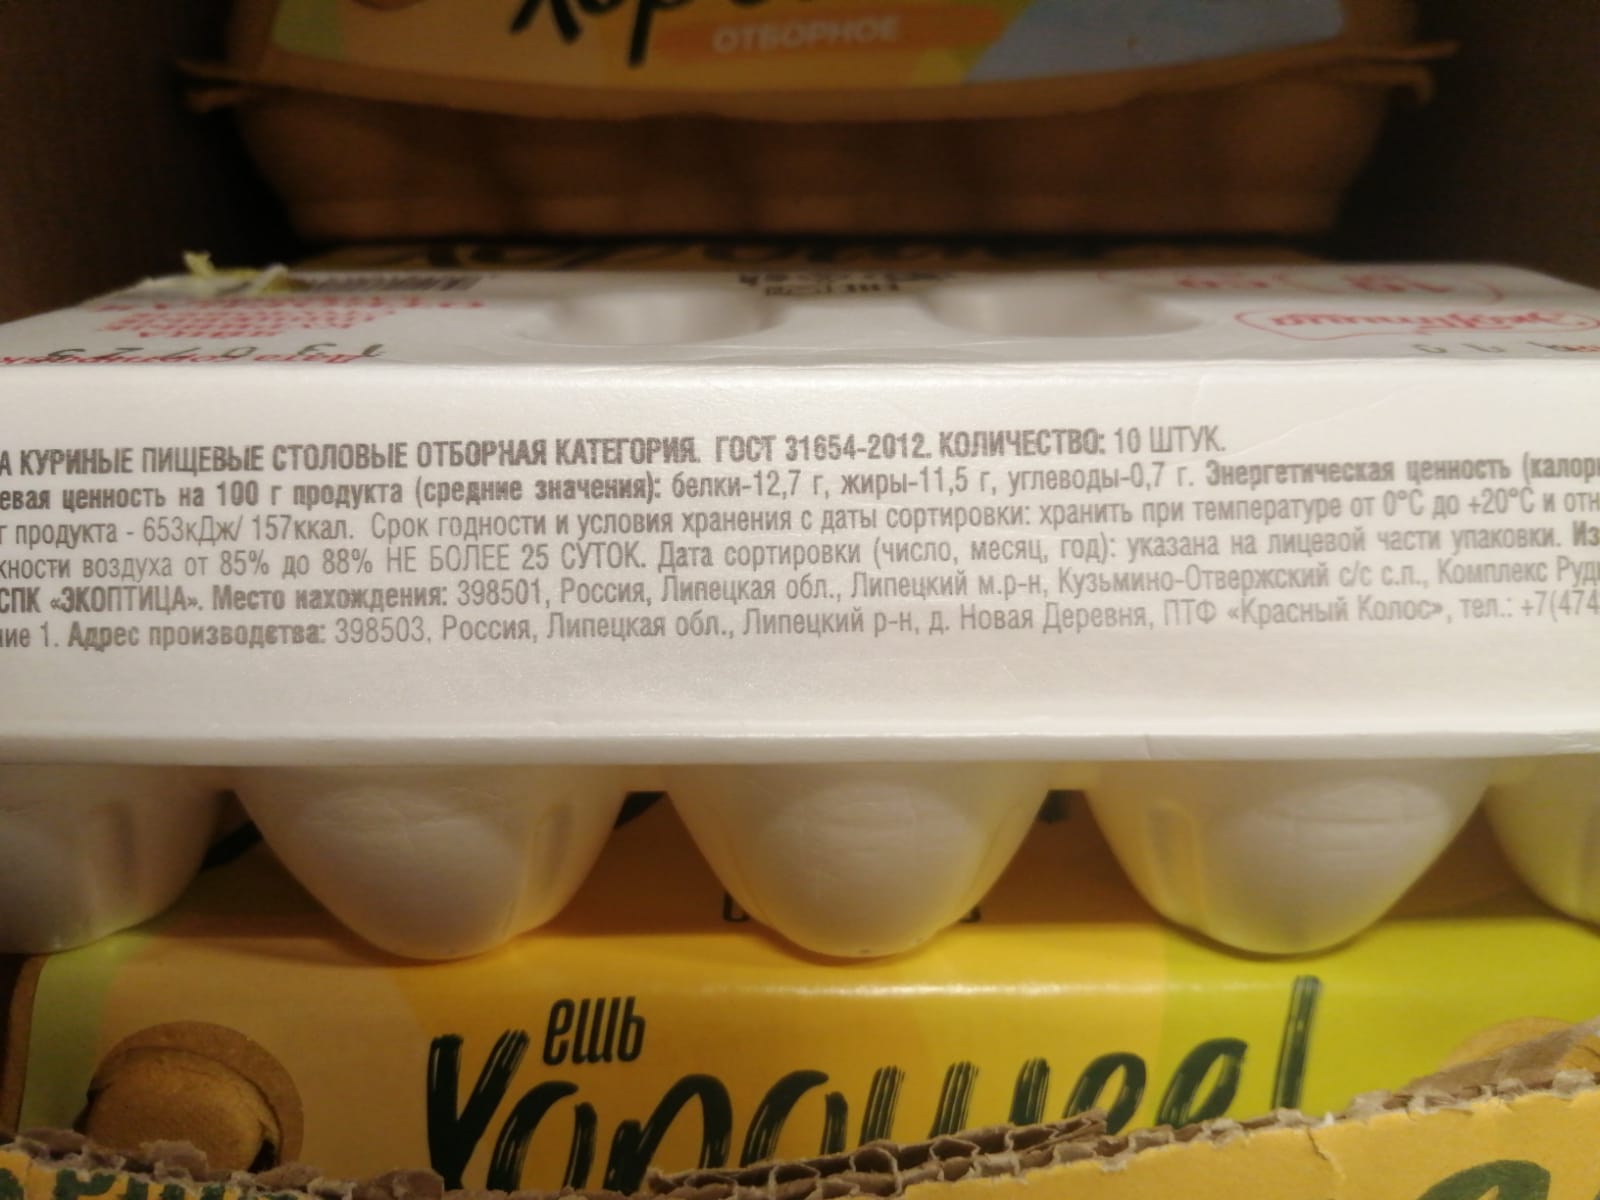 ОТБОРНОЕ
А КУРИНЫЕ ПИЩЕВЫЕ СТОЛОВЫЕ ОТБОРНАЯ КАТЕГОРИЯ. ГОСТ 31654-2012. КОЛИЧЕСТВО: 10 ШТУК.
евая ценность на 100 г продукта (средние значения): белки-12,7 г, жиры-11,5 г, углеводы-0,7 г. Энергетическая ценность (калори
г продукта - 653кДж/ 157ккал. Срок годности и условия хранения с даты сортировки: хранить при температуре от 0°С до +20°С и отн
жности воздуха от 85% до 88% НЕ БОЛЕЕ 25 СУТОК. Дата сортировки (число, месяц, год): указана на лицевой части упаковки. Из
СПК «ЭКОПТИЦА». Место нахождения: 398501, Россия, Липецкая обл., Липецкий м.р-н, Кузьмино-Отвержский с/с с.п., Комплекс Руд
ние 1. Адрес производства: 398503, Россия, Липецкая обл., Липецкий р-н, д. Новая Деревня, ПТФ «Красный Колос», тел.: +7(474
ешь
Хорошее!